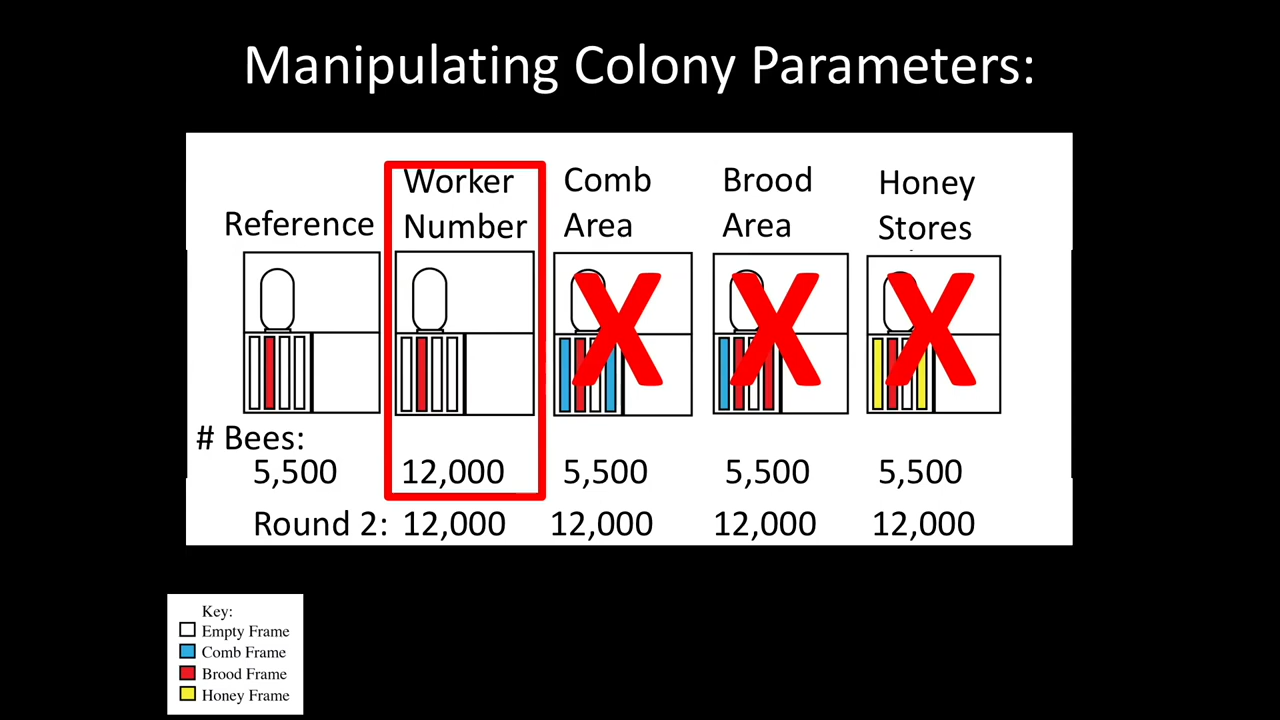 Manipulating Colony Parameters:
Worker Comb Brood Honey
Reference Number Area Area Stores
# Bees:
5,500 12,000 5,500 5,500 5,500
Round 2: 12,000 12,000 12,000 12,000
Key:
Empty Frame
Comb Frame
Brood Frame
Honey Frame